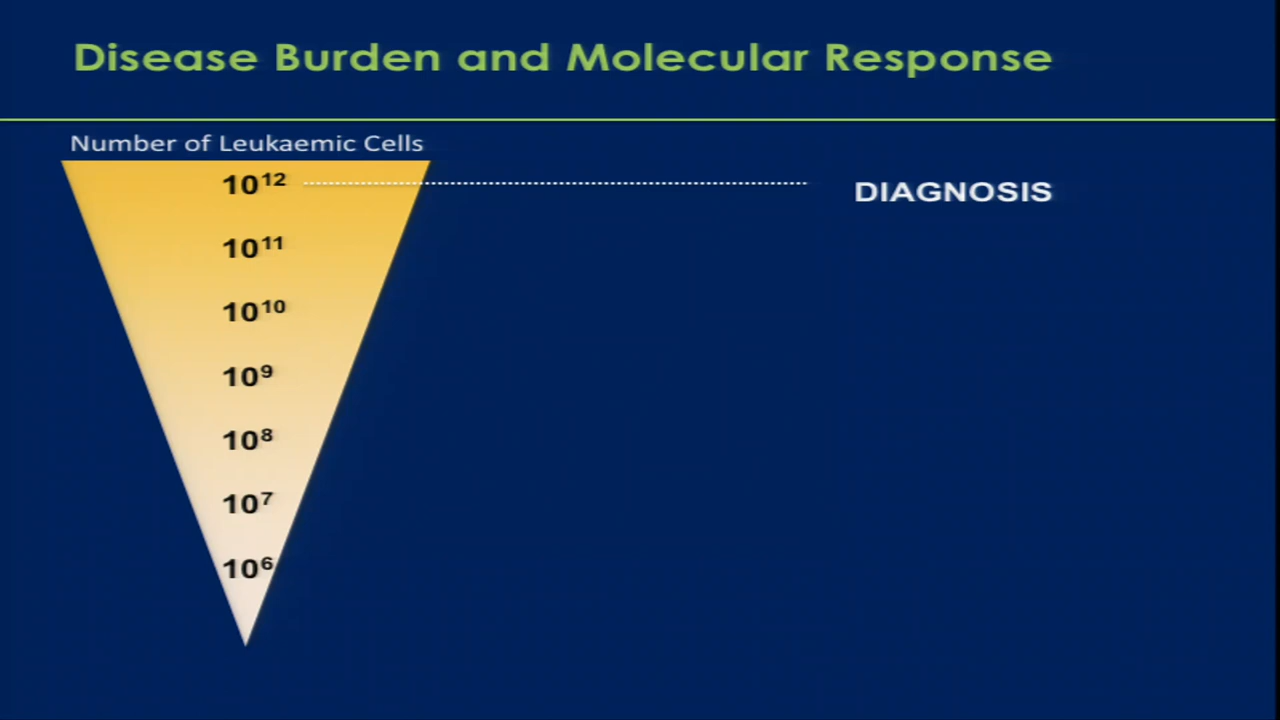 Disease Burden and Molecular Response
Number of Leukaemic Cells
10¹² DIAGNOSIS
10¹¹
10¹⁰
10⁹
10⁸
10⁷
10⁶